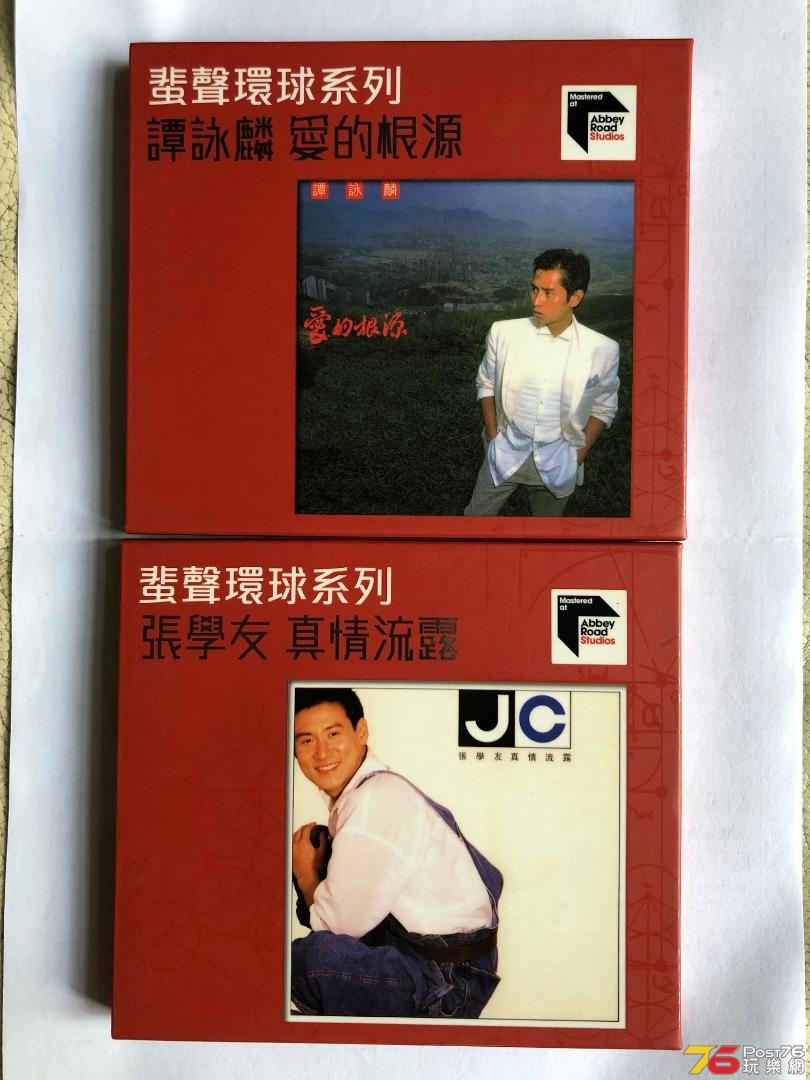 蜚聲環球系列
譚詠麟 愛的根源
Mastered
at
Abbey
Road
Studios
譚詠麟
愛的根源
蜚聲環球系列
張學友 真情流露
Mastered
at
Abbey
Road
Studios
JC
張學友真情流露
76 Post76
玩樂網